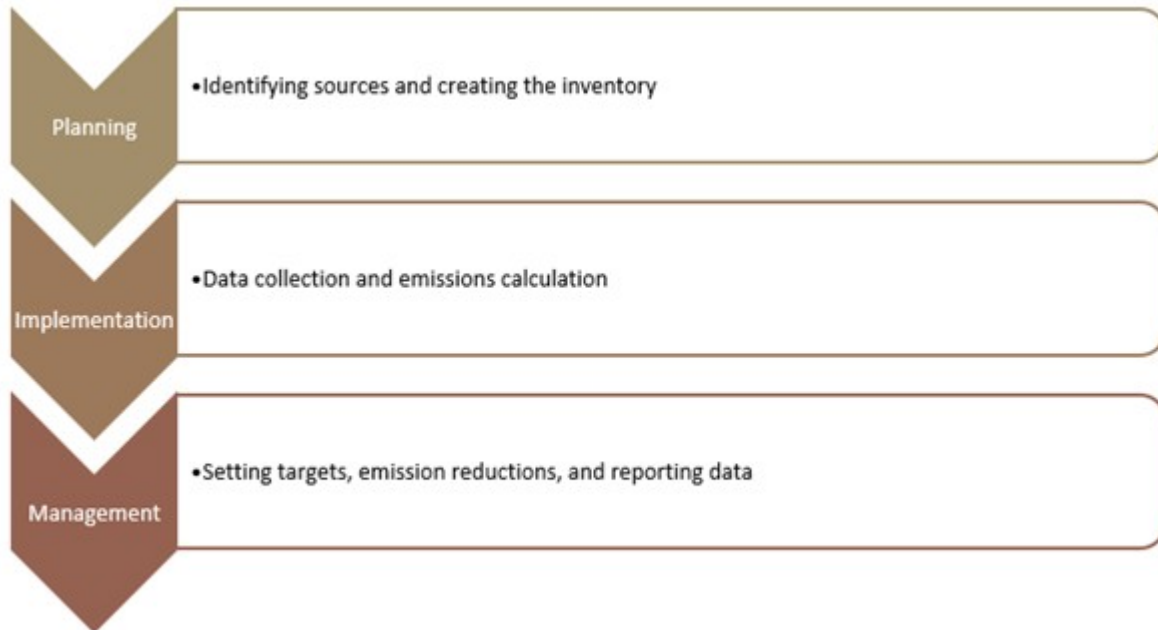 Planning
•Identifying sources and creating the inventory
Implementation
•Data collection and emissions calculation
Management
•Setting targets, emission reductions, and reporting data